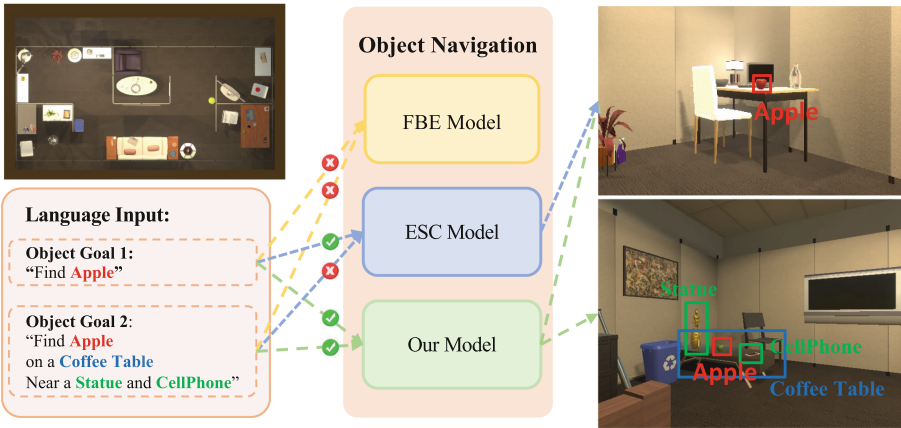 Object Navigation
FBE Model
ESC Model
Our Model
Language Input:
Object Goal 1:
“Find Apple”
Object Goal 2:
“Find Apple
on a Coffee Table
Near a Statue and CellPhone”
Apple
Statue
CellPhone
Apple
Coffee Table